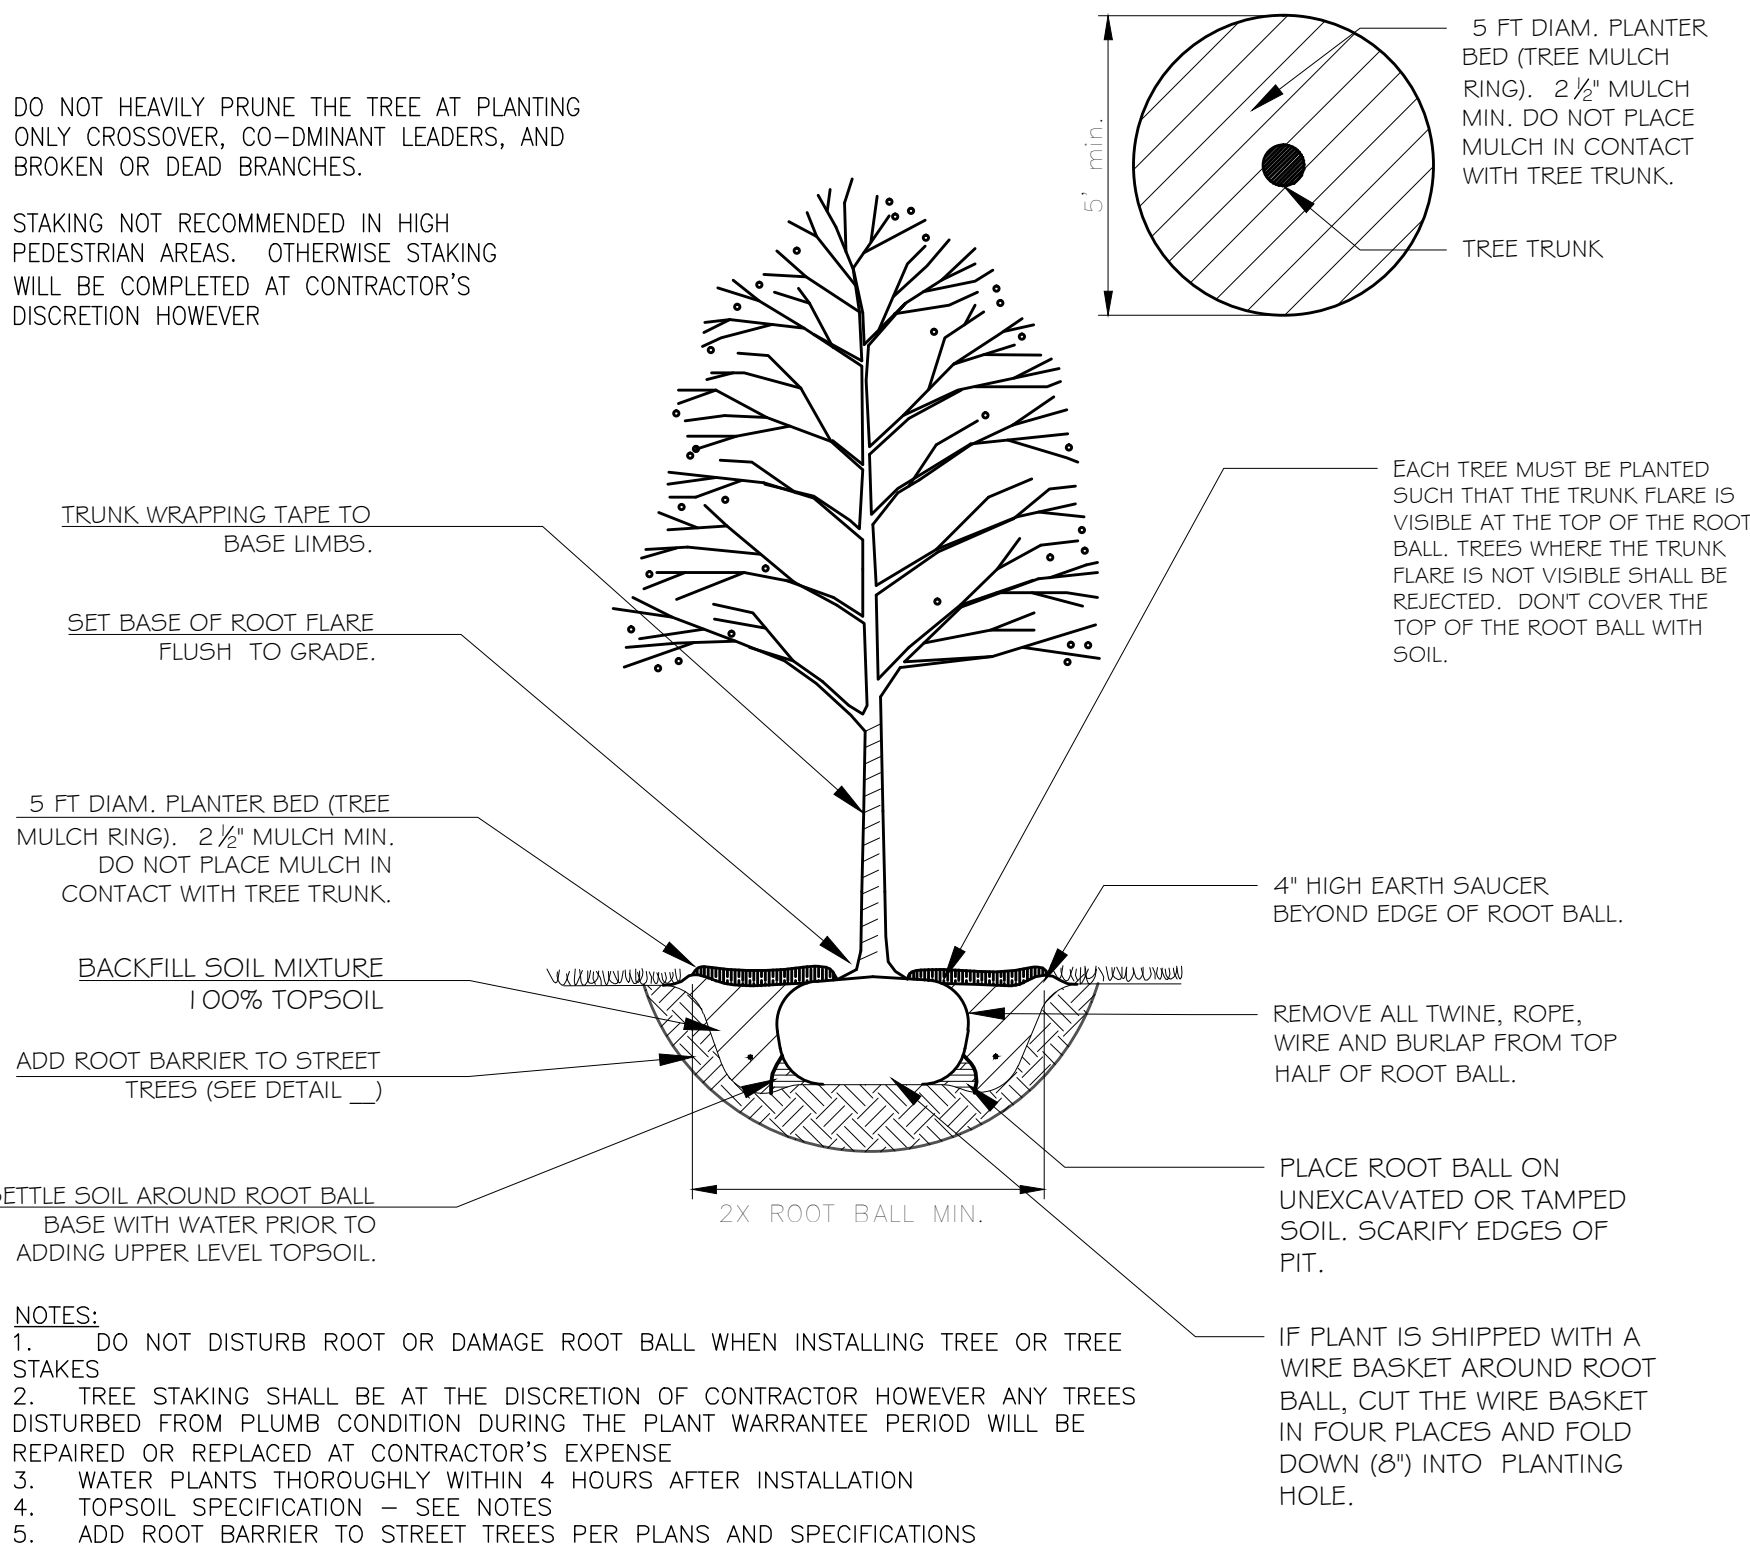 DO NOT HEAVILY PRUNE THE TREE AT PLANTING
ONLY CROSSOVER, CO-DMINANT LEADERS, AND
BROKEN OR DEAD BRANCHES.
STAKING NOT RECOMMENDED IN HIGH
PEDESTRIAN AREAS. OTHERWISE STAKING
WILL BE COMPLETED AT CONTRACTOR'S
DISCRETION HOWEVER
5' min.
5 FT DIAM. PLANTER
BED (TREE MULCH
RING). 2 ½" MULCH
MIN. DO NOT PLACE
MULCH IN CONTACT
WITH TREE TRUNK.
TREE TRUNK
TRUNK WRAPPING TAPE TO
BASE LIMBS.
SET BASE OF ROOT FLARE
FLUSH TO GRADE.
5 FT DIAM. PLANTER BED (TREE
MULCH RING). 2 ½" MULCH MIN.
DO NOT PLACE MULCH IN
CONTACT WITH TREE TRUNK.
BACKFILL SOIL MIXTURE
100% TOPSOIL
ADD ROOT BARRIER TO STREET
TREES (SEE DETAIL __)
SETTLE SOIL AROUND ROOT BALL
BASE WITH WATER PRIOR TO
ADDING UPPER LEVEL TOPSOIL.
EACH TREE MUST BE PLANTED
SUCH THAT THE TRUNK FLARE IS
VISIBLE AT THE TOP OF THE ROOT
BALL. TREES WHERE THE TRUNK
FLARE IS NOT VISIBLE SHALL BE
REJECTED. DON'T COVER THE
TOP OF THE ROOT BALL WITH
SOIL.
4" HIGH EARTH SAUCER
BEYOND EDGE OF ROOT BALL.
REMOVE ALL TWINE, ROPE,
WIRE AND BURLAP FROM TOP
HALF OF ROOT BALL.
PLACE ROOT BALL ON
UNEXCAVATED OR TAMPED
SOIL. SCARIFY EDGES OF
PIT.
IF PLANT IS SHIPPED WITH A
WIRE BASKET AROUND ROOT
BALL, CUT THE WIRE BASKET
IN FOUR PLACES AND FOLD
DOWN (8") INTO PLANTING
HOLE.
2X ROOT BALL MIN.
NOTES:
1. DO NOT DISTURB ROOT OR DAMAGE ROOT BALL WHEN INSTALLING TREE OR TREE
STAKES
2. TREE STAKING SHALL BE AT THE DISCRETION OF CONTRACTOR HOWEVER ANY TREES
DISTURBED FROM PLUMB CONDITION DURING THE PLANT WARRANTEE PERIOD WILL BE
REPAIRED OR REPLACED AT CONTRACTOR'S EXPENSE
3. WATER PLANTS THOROUGHLY WITHIN 4 HOURS AFTER INSTALLATION
4. TOPSOIL SPECIFICATION – SEE NOTES
5. ADD ROOT BARRIER TO STREET TREES PER PLANS AND SPECIFICATIONS